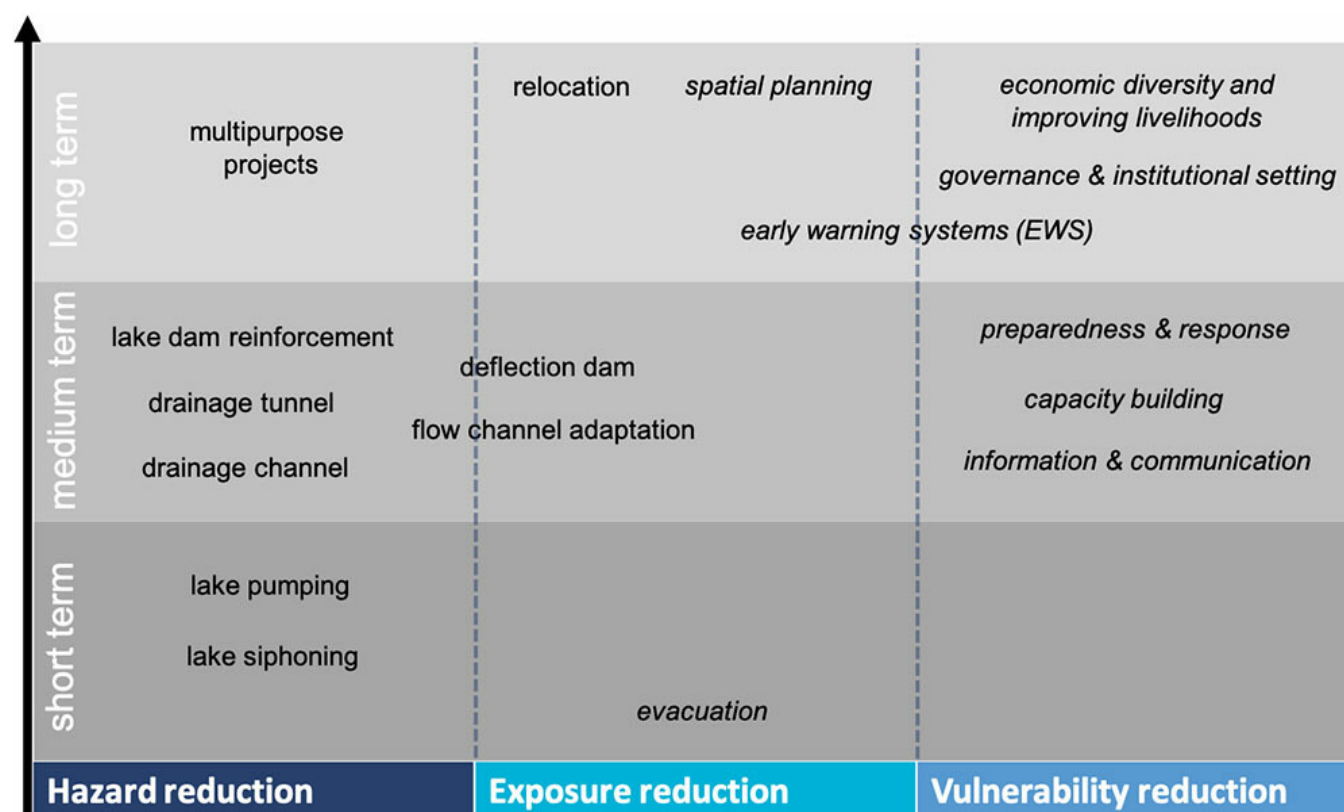 long term
multipurpose
projects
relocation
spatial planning
economic diversity and
improving livelihoods
governance & institutional setting
early warning systems (EWS)
medium term
lake dam reinforcement
drainage tunnel
drainage channel
deflection dam
flow channel adaptation
preparedness & response
capacity building
information & communication
short term
lake pumping
lake siphoning
evacuation
Hazard reduction
Exposure reduction
Vulnerability reduction